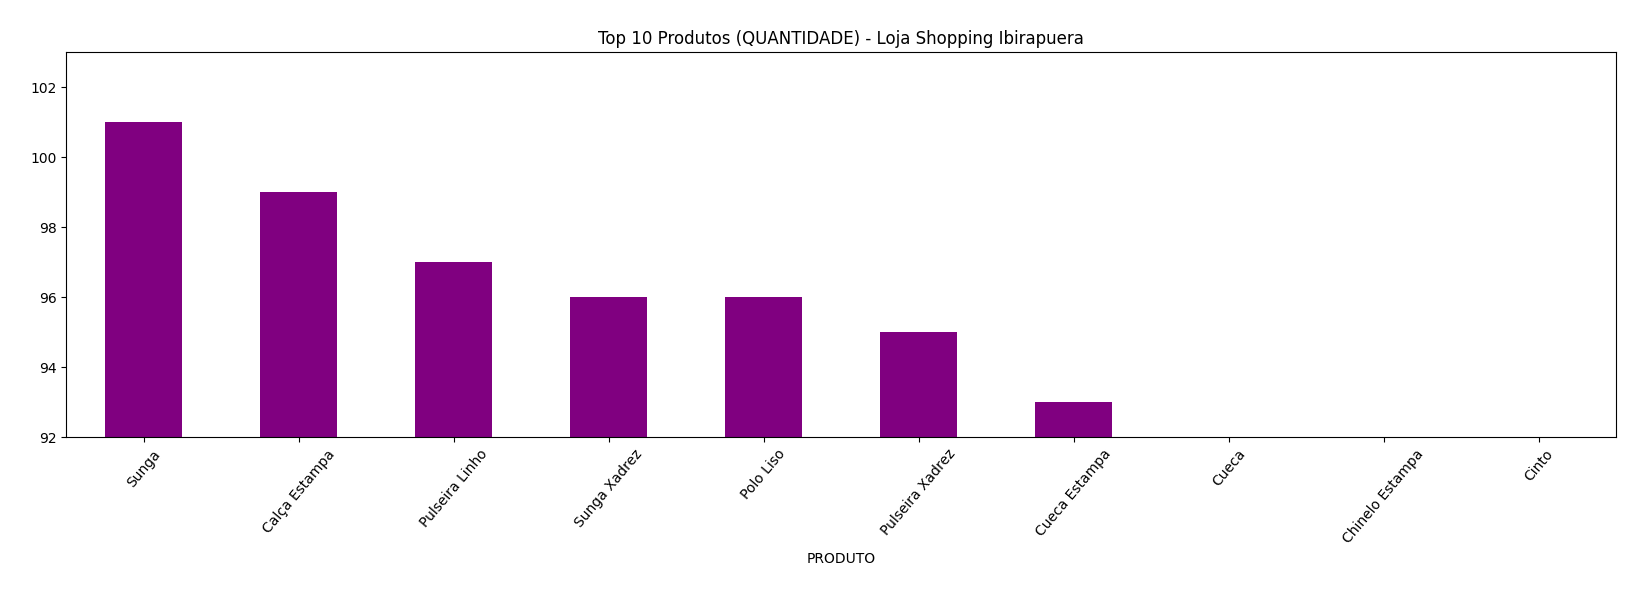 Top 10 Produtos (QUANTIDADE) - Loja Shopping Ibirapuera
102
100
98
96
94
92
Sunga
Calça Estampa
Pulseira Linho
Sunga Xadrez
Polo Liso
Pulseira Xadrez
Cueca Estampa
Cueca
Chinelo Estampa
Cinto
PRODUTO